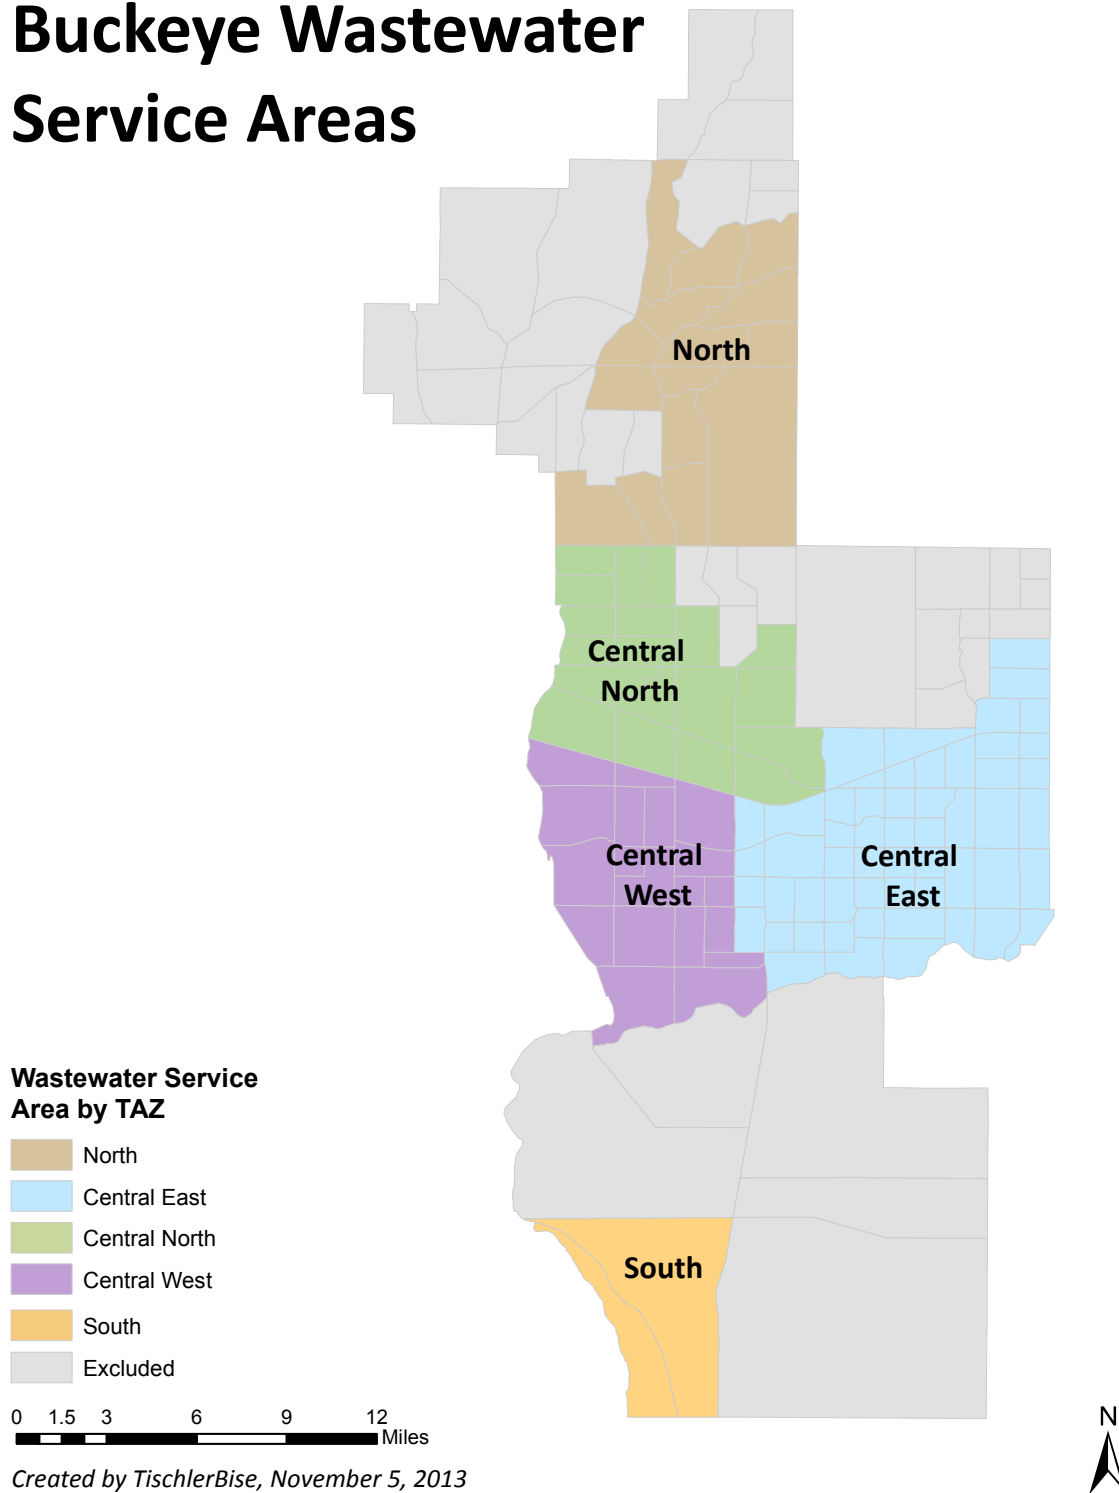 Buckeye Wastewater
Service Areas
North
Central
North
Central
West
Central
East
South
Wastewater Service
Area by TAZ
North
Central East
Central North
Central West
South
Excluded
0 1.5 3 6 9 12
Miles
Created by TischlerBise, November 5, 2013
N